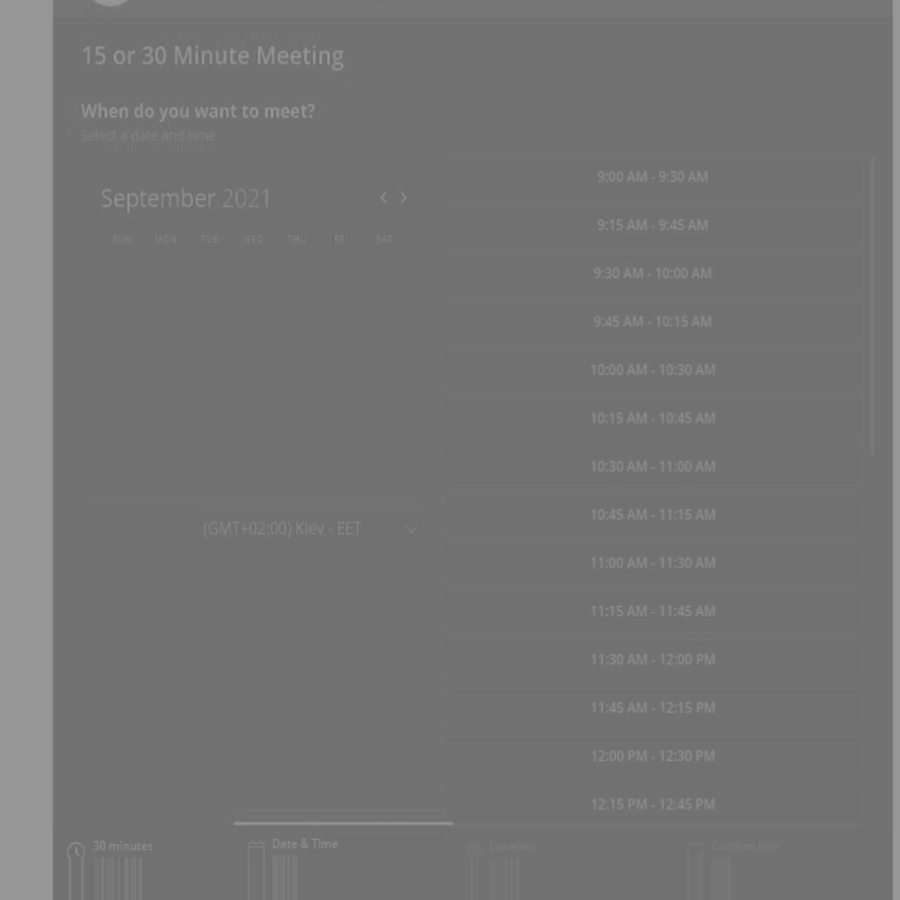 15 or 30 Minute Meeting
When do you want to meet?
Select a date and time
September 2021
SUN MON TUE WED THU FRI SAT
(GMT+02:00) Kiev - EET
9:00 AM - 9:30 AM
9:15 AM - 9:45 AM
9:30 AM - 10:00 AM
9:45 AM - 10:15 AM
10:00 AM - 10:30 AM
10:15 AM - 10:45 AM
10:30 AM - 11:00 AM
10:45 AM - 11:15 AM
11:00 AM - 11:30 AM
11:15 AM - 11:45 AM
11:30 AM - 12:00 PM
11:45 AM - 12:15 PM
12:00 PM - 12:30 PM
12:15 PM - 12:45 PM
30 minutes
Date & Time
Location
Confirm Info